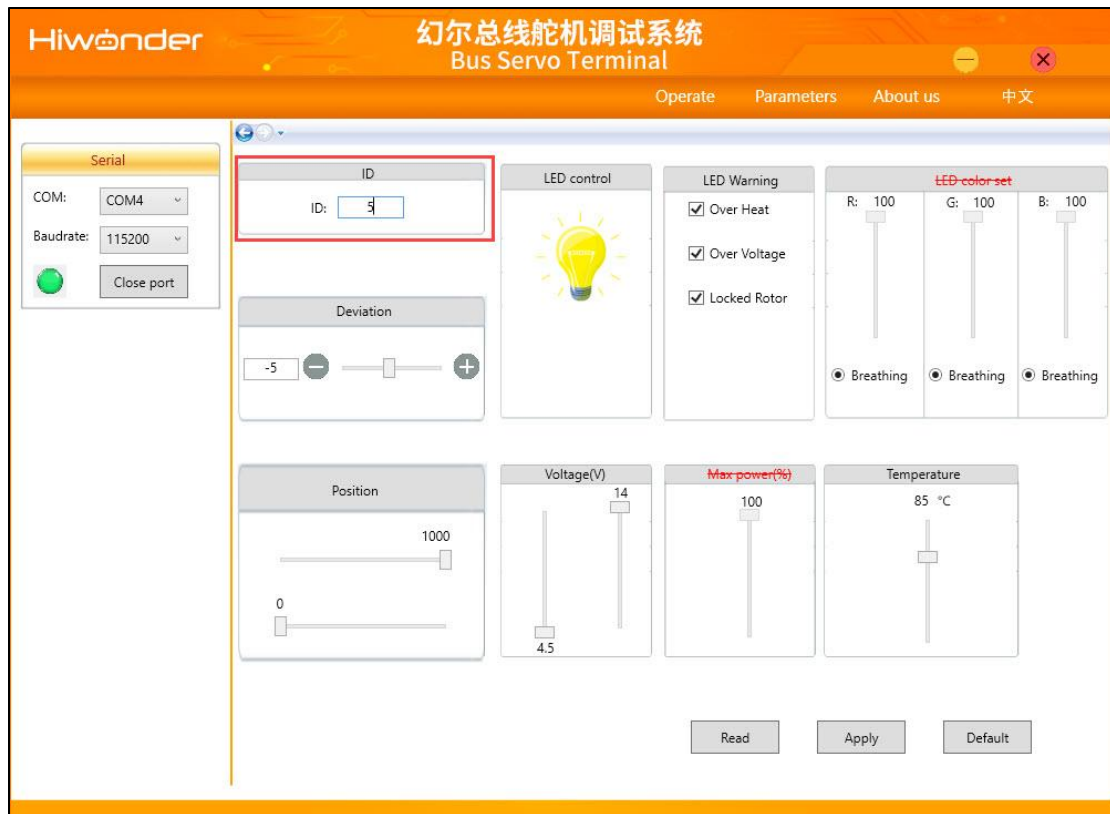 Hiwonder
幻尔总线舵机调试系统
Bus Servo Terminal
Operate Parameters About us 中文
Serial
COM: COM4
Baudrate: 115200
Close port
ID
ID: 5
Deviation
-5
LED control
LED Warning
Over Heat
Over Voltage
Locked Rotor
LED color set
R: 100 G: 100 B: 100
Breathing Breathing Breathing
Position
1000
0
Voltage(V)
14
4.5
Max power(%)
100
Temperature
85 °C
Read Apply Default